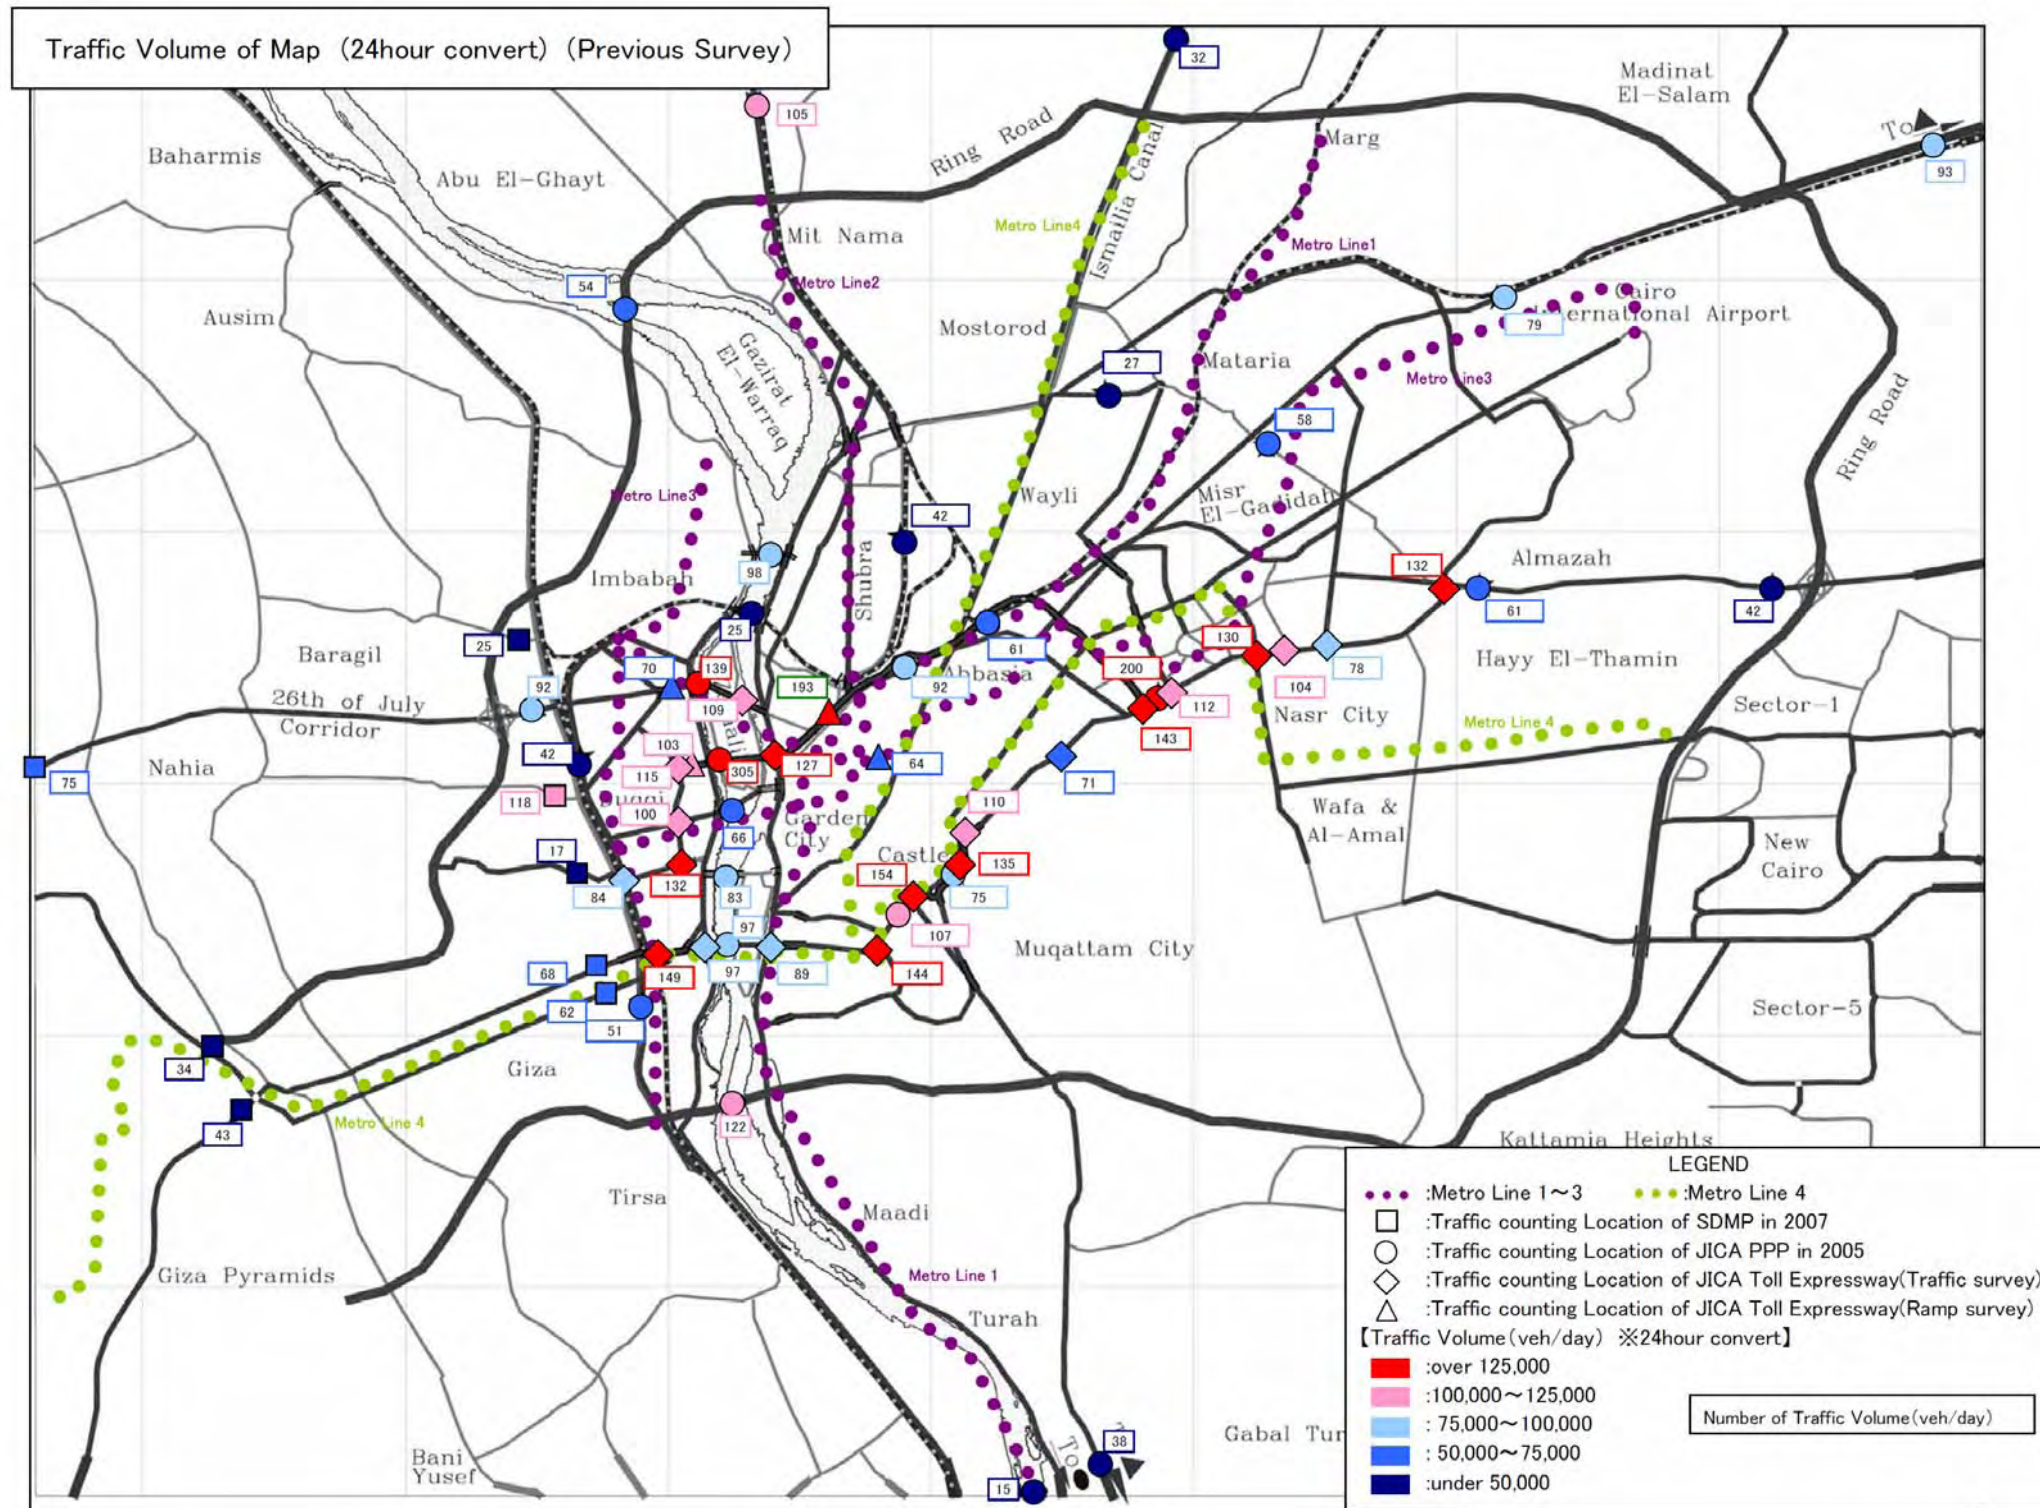 Traffic Volume of Map (24hour convert) (Previous Survey)
32
Madinat
El-Salam
105
Ring Road
Marg
To
93
Baharmis
Abu El-Ghayt
Ismailia Canal
Metro Line4
Mit Nama
Metro Line1
Metro Line2
54
Cairo
International Airport
79
Ausim
Mostorod
Gazirat
El-Warraq
27
Mataria
Metro Line3
Ring Road
58
Metro Line3
Wayli
Misr
El-Gadidah
42
Shubra
Almazah
132
98
Imbabah
61
42
25
25
Baragil
61
130
78
Hayy El-Thamin
70
139
193
Abbasia
200
92
92
104
26th of July
Corridor
109
112
Nasr City
Metro Line 4
Sector-1
143
42
103
Nahia
75
115
305
127
64
71
118
Duqqi
100
110
Garden
City
66
Wafa &
Al-Amal
New
Cairo
17
Castle
135
154
84
132
83
75
97
107
Muqattam City
68
149
97
89
144
62
51
Sector-5
34
Giza
43
Metro Line 4
122
Kattamia Heights
Tirsa
Maadi
Giza Pyramids
Metro Line 1
Turah
Bani
Yusef
To
38
15
Gabal Tur
LEGEND
:Metro Line 1~3 :Metro Line 4
:Traffic counting Location of SDMP in 2007
:Traffic counting Location of JICA PPP in 2005
:Traffic counting Location of JICA Toll Expressway(Traffic survey)
:Traffic counting Location of JICA Toll Expressway(Ramp survey)
【Traffic Volume(veh/day) ※24hour convert】
:over 125,000
:100,000~125,000
: 75,000~100,000
: 50,000~75,000
:under 50,000
Number of Traffic Volume(veh/day)